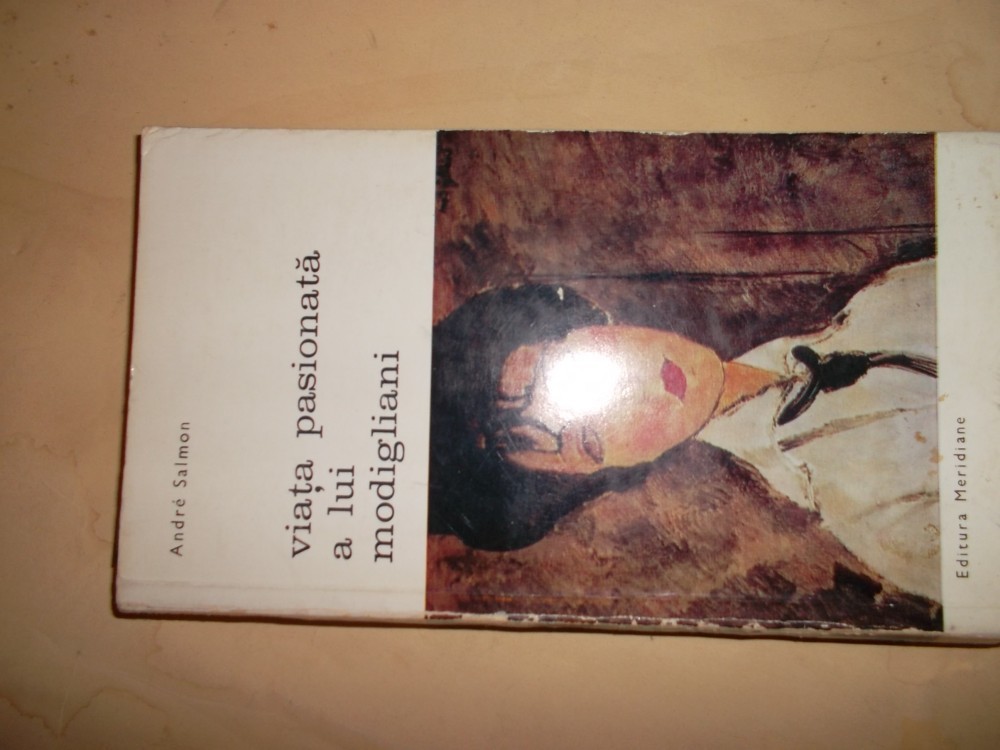 André Salmon
viața pasionată
a lui
modigliani
Editura Meridiane